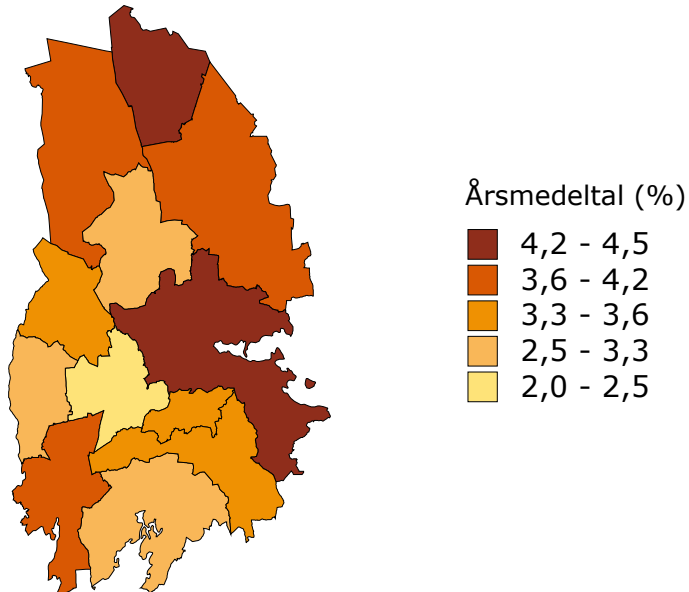 Årsmedeltal (%)
4,2 - 4,5
3,6 - 4,2
3,3 - 3,6
2,5 - 3,3
2,0 - 2,5